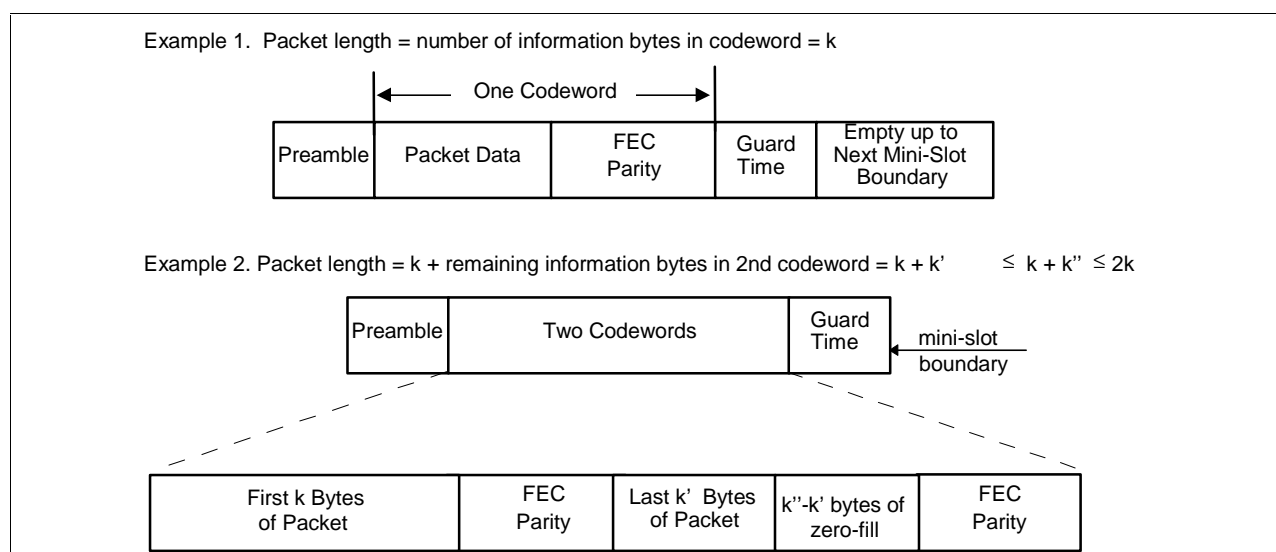 Example 1. Packet length = number of information bytes in codeword = k
One Codeword
Preamble
Packet Data
FEC
Parity
Guard
Time
Empty up to
Next Mini-Slot
Boundary
Example 2. Packet length = k + remaining information bytes in 2nd codeword = k + k’ ≤ k + k’’ ≤ 2k
Preamble
Two Codewords
Guard
Time
mini-slot
boundary
First k Bytes
of Packet
FEC
Parity
Last k’ Bytes
of Packet
k’’-k’ bytes of
zero-fill
FEC
Parity